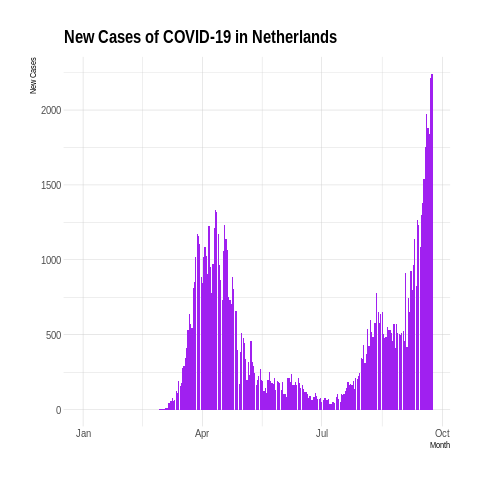 New Cases of COVID-19 in Netherlands
New Cases
2000
1500
1000
500
0
Jan Apr Jul Oct
Month